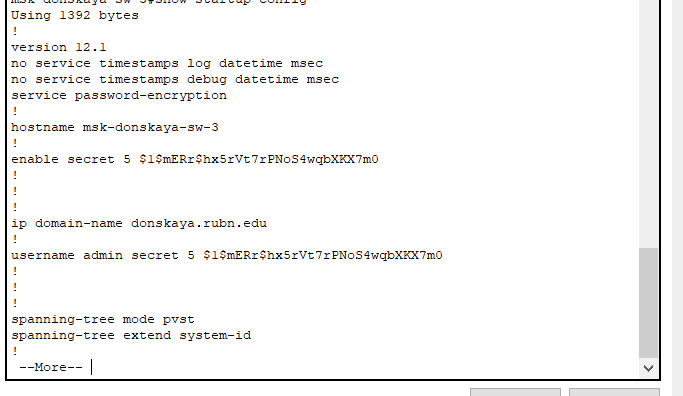 msk-donskaya-sw-3#show startup-config
Using 1392 bytes
!
version 12.1
no service timestamps log datetime msec
no service timestamps debug datetime msec
service password-encryption
!
hostname msk-donskaya-sw-3
!
enable secret 5 $1$mERr$hx5rVt7rPNoS4wqbXKX7m0
!
!
!
ip domain-name donskaya.rubn.edu
!
username admin secret 5 $1$mERr$hx5rVt7rPNoS4wqbXKX7m0
!
!
!
spanning-tree mode pvst
spanning-tree extend system-id
!
--More--